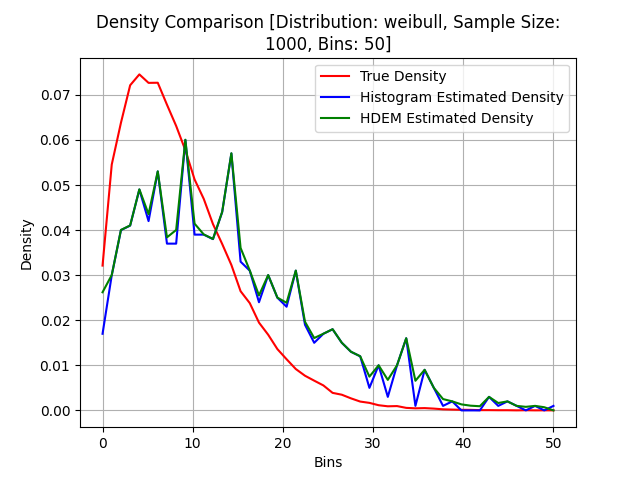 Density Comparison [Distribution: weibull, Sample Size:
1000, Bins: 50]
True Density
Histogram Estimated Density
HDEM Estimated Density
Density
0.07
0.06
0.05
0.04
0.03
0.02
0.01
0.00
0 10 20 30 40 50
Bins